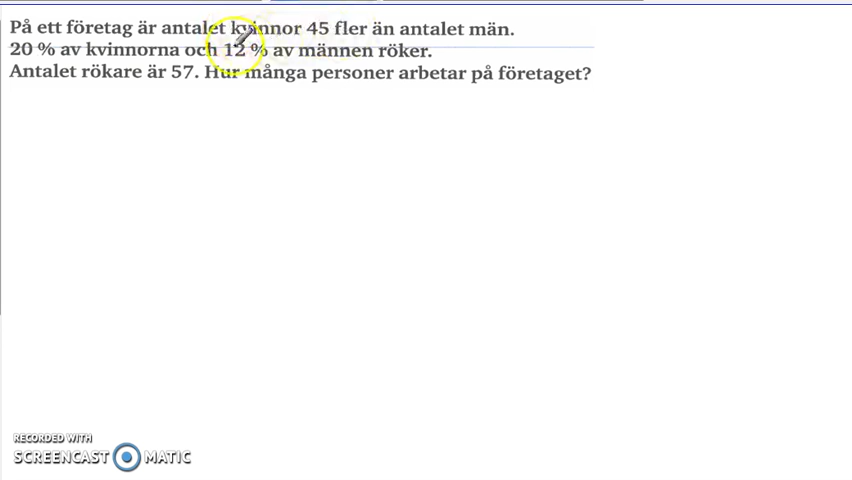 På ett företag är antalet kvinnor 45 fler än antalet män.
20 % av kvinnorna och 12 % av männen röker.
Antalet rökare är 57. Hur många personer arbetar på företaget?
RECORDED WITH
SCREENCAST MATIC